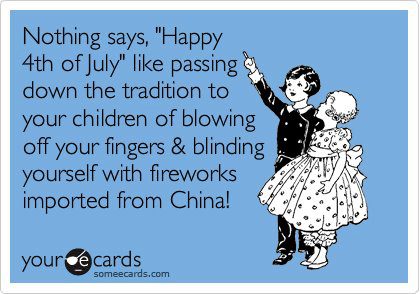 Nothing says, "Happy
4th of July" like passing
down the tradition to
your children of blowing
off your fingers & blinding
yourself with fireworks
imported from China!
your e cards
someecards.com